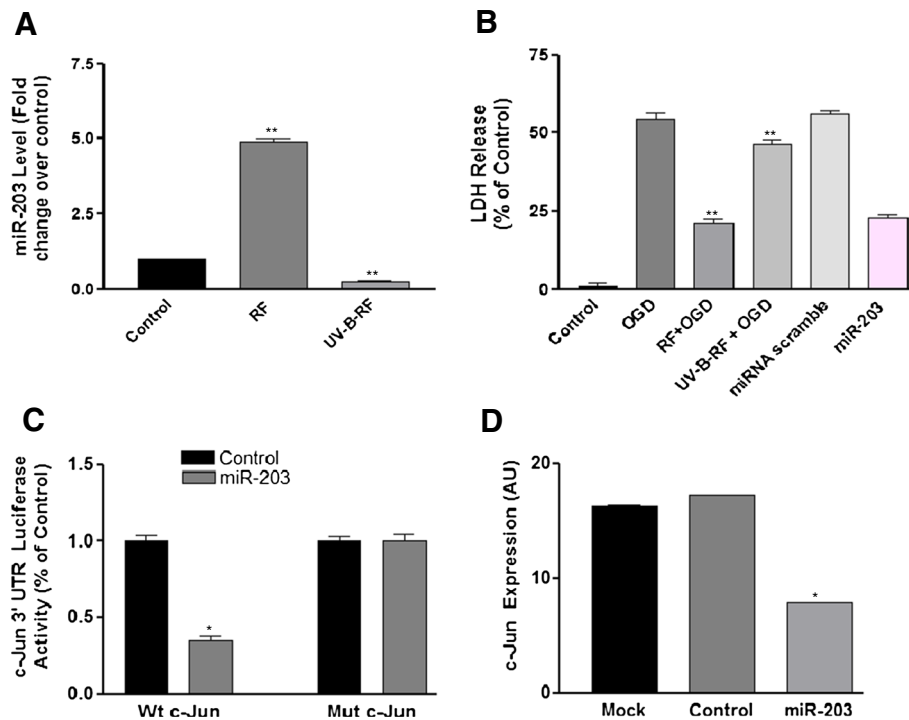 A
miR-203 Level (Fold
change over control)
7.5
5.0
2.5
0.0
**
**
Control
RF
UV-B-RF
B
LDH Release
(% of Control)
75
50
25
0
**
**
Control
OGD
RF+OGD
UV-B-RF + OGD
miRNA scramble
miR-203
C
c-Jun 3' UTR Luciferase
Activity (% of Control)
1.5
1.0
0.5
0.0
Control
miR-203
*
Wt c-Jun
Mut c-Jun
D
c-Jun Expression (AU)
20
10
0
*
Mock
Control
miR-203